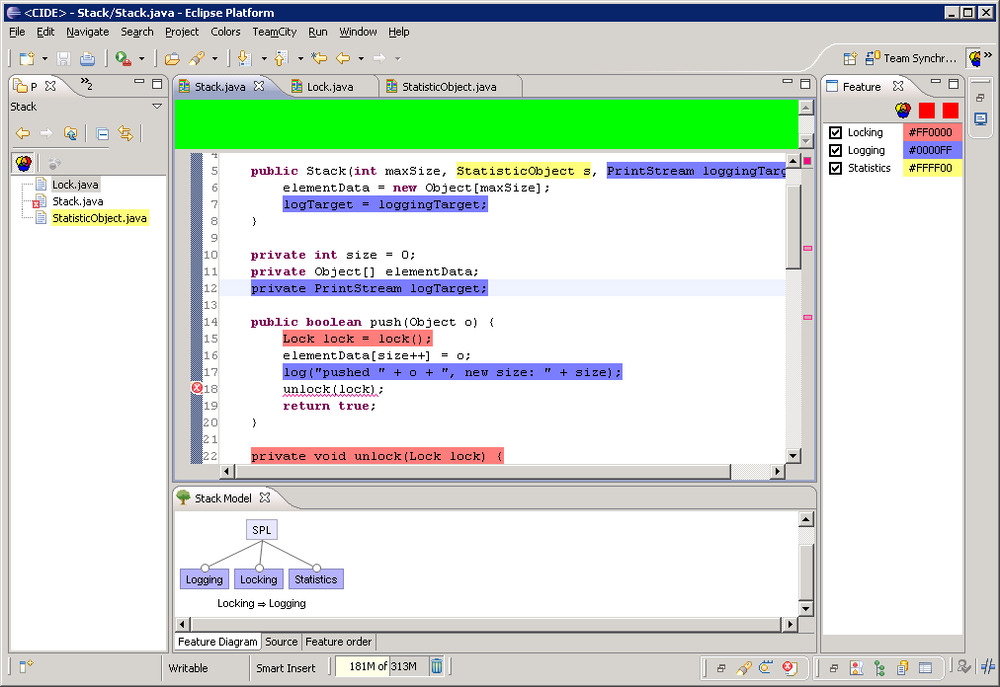 <CIDE> - Stack/Stack.java - Eclipse Platform
File Edit Navigate Search Project Colors TeamCity Run Window Help
Team Synchr... »
P »2
Stack
Lock.java
Stack.java
StatisticObject.java
Stack.java Lock.java StatisticObject.java
4
5 public Stack(int maxSize, StatisticObject s, PrintStream loggingTarg
6 elementData = new Object[maxSize];
7 logTarget = loggingTarget;
8 }
9
10 private int size = 0;
11 private Object[] elementData;
12 private PrintStream logTarget;
13
14 public boolean push(Object o) {
15 Lock lock = lock();
16 elementData[size++] = o;
17 log("pushed " + o + ", new size: " + size);
18 unlock(lock);
19 return true;
20 }
21
22 private void unlock(Lock lock) {
Feature
Locking #FF0000
Logging #0000FF
Statistics #FFFF00
Stack Model
SPL
Logging Locking Statistics
Locking ⇒ Logging
Feature Diagram Source Feature order
Writable Smart Insert 181M of 313M